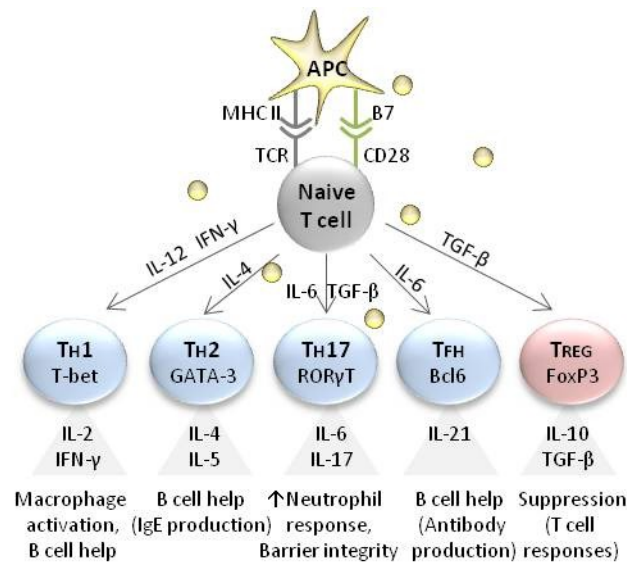 APC
MHC II B7
TCR CD28
Naive
T cell
IL-12 IFN-γ
IL-4
IL-6 TGF-β
IL-6
TGF-β
TH1 TH2 TH17 TFH TREG
T-bet GATA-3 RORγT Bcl6 FoxP3
IL-2 IL-4 IL-6 IL-21 IL-10
IFN-γ IL-5 IL-17 TGF-β
Macrophage
activation,
B cell help
B cell help
(IgE production)
↑Neutrophil
response,
Barrier integrity
B cell help
(Antibody
production)
Suppression
(T cell
responses)